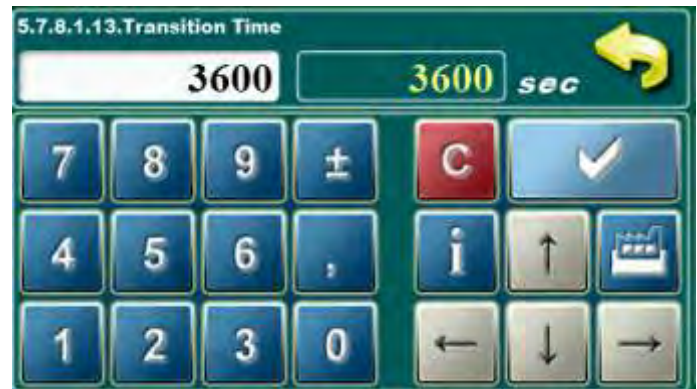 5.7.8.1.13.Transition Time
3600 3600 sec
7 8 9 ± C
4 5 6 , i ↑
1 2 3 0 ← ↓ →